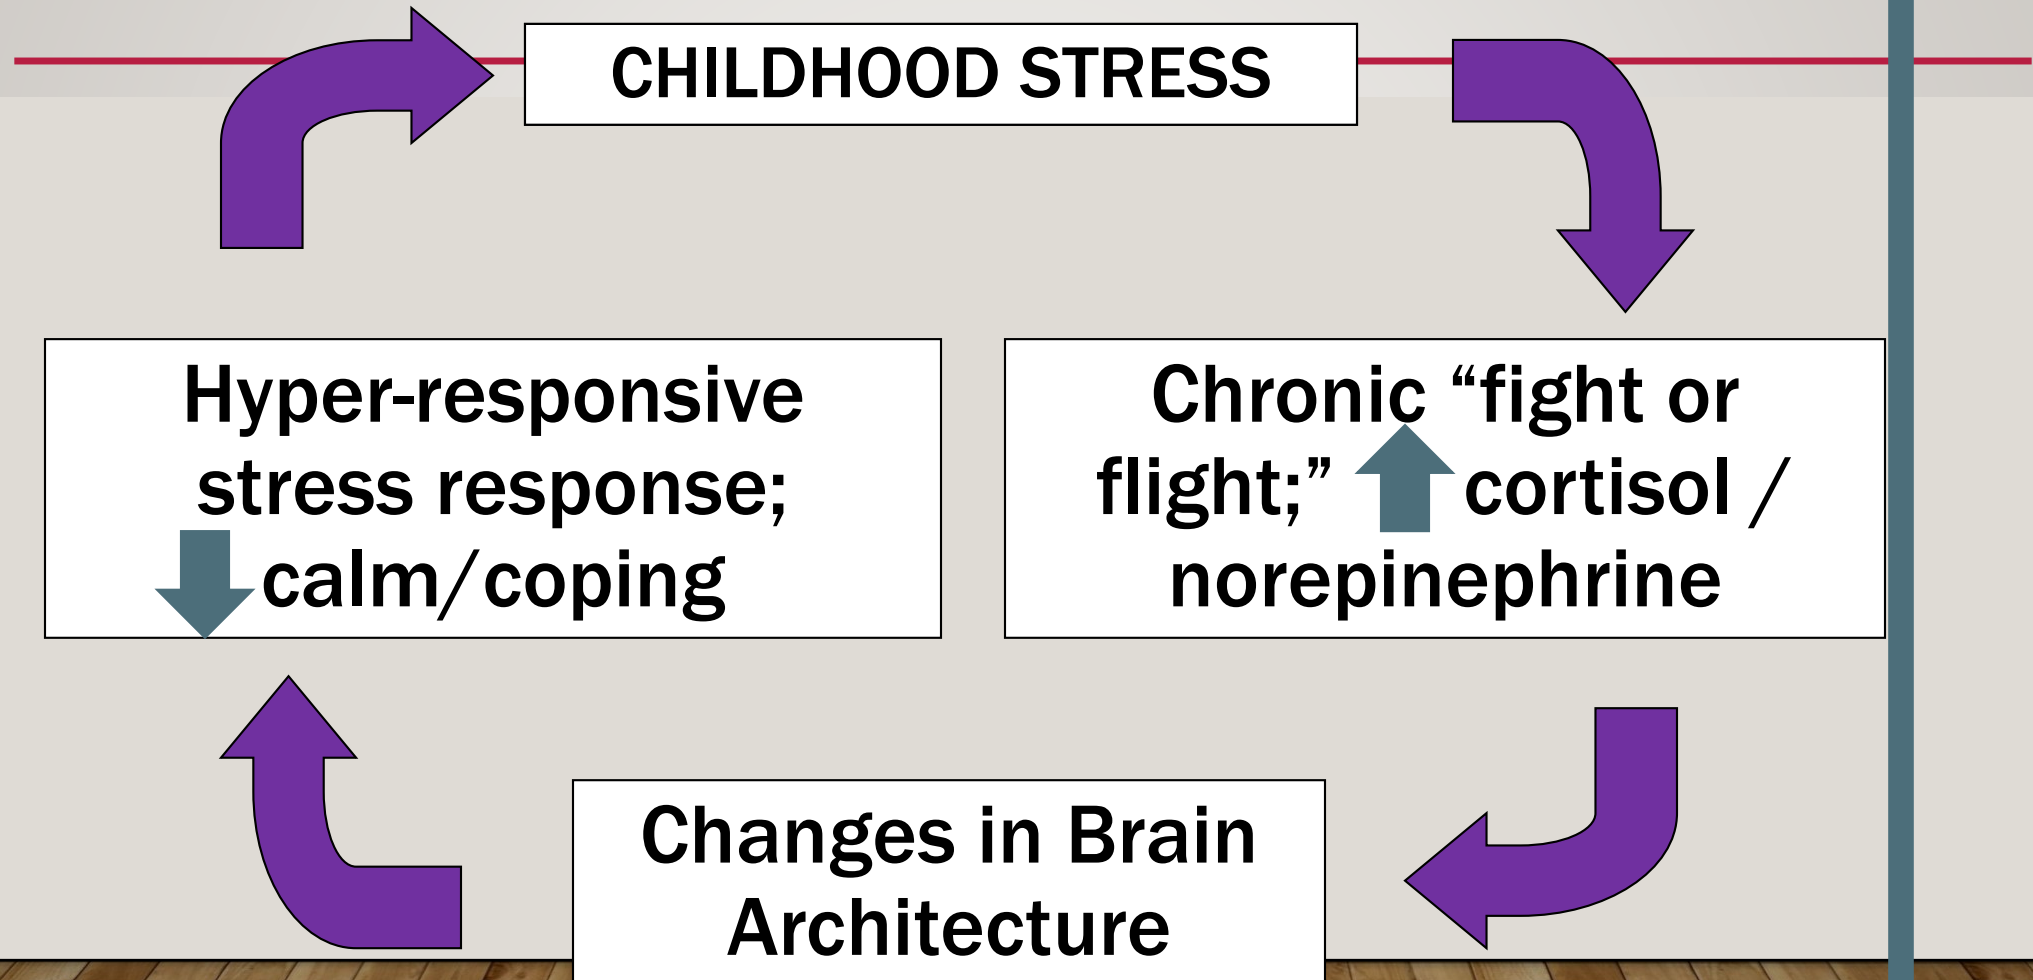 CHILDHOOD STRESS
Hyper-responsive
stress response;
calm/coping
Chronic “fight or
flight;” cortisol /
norepinephrine
Changes in Brain
Architecture